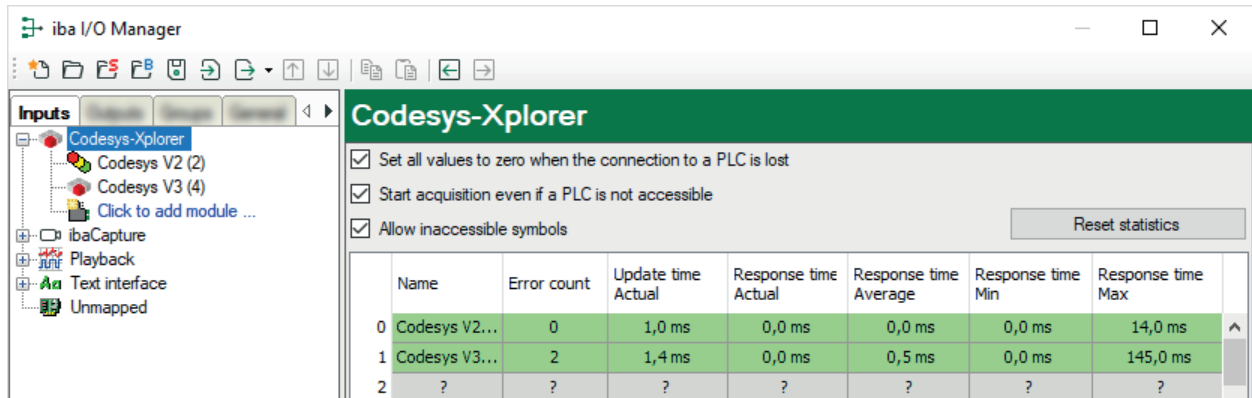 iba I/O Manager
Inputs
Codesys-Xplorer
Codesys V2 (2)
Codesys V3 (4)
Click to add module ...
ibaCapture
Playback
Text interface
Unmapped
Codesys-Xplorer
Set all values to zero when the connection to a PLC is lost
Start acquisition even if a PLC is not accessible
Allow inaccessible symbols
Reset statistics
Name Error count Update time Actual Response time Actual Response time Average Response time Min Response time Max
0 Codesys V2... 0 1,0 ms 0,0 ms 0,0 ms 0,0 ms 14,0 ms
1 Codesys V3... 2 1,4 ms 0,0 ms 0,5 ms 0,0 ms 145,0 ms
2 ? ? ? ? ? ? ?